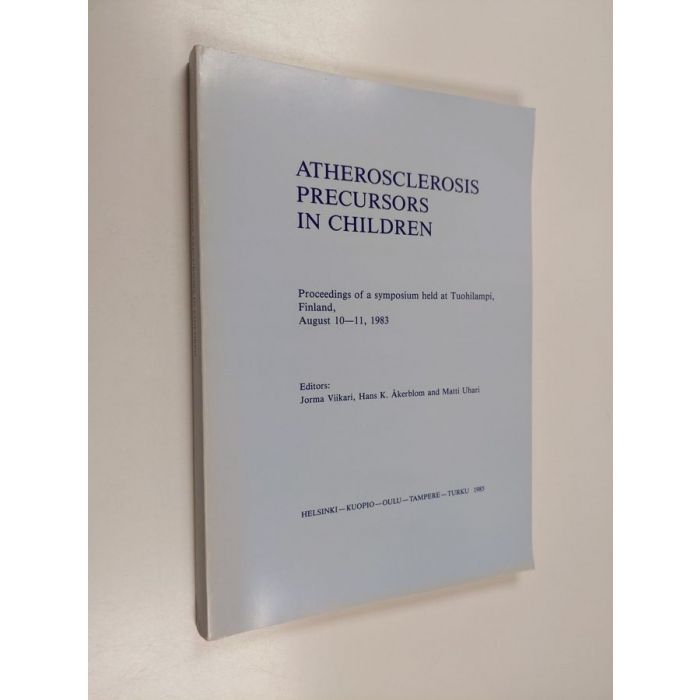 ATHEROSCLEROSIS
PRECURSORS
IN CHILDREN
Proceedings of a symposium held at Tuohilampi,
Finland,
August 10—11, 1983
Editors:
Jorma Viikari, Hans K. Åkerblom and Matti Uhari
HELSINKI—KUOPIO—OULU—TAMPERE—TURKU 1985